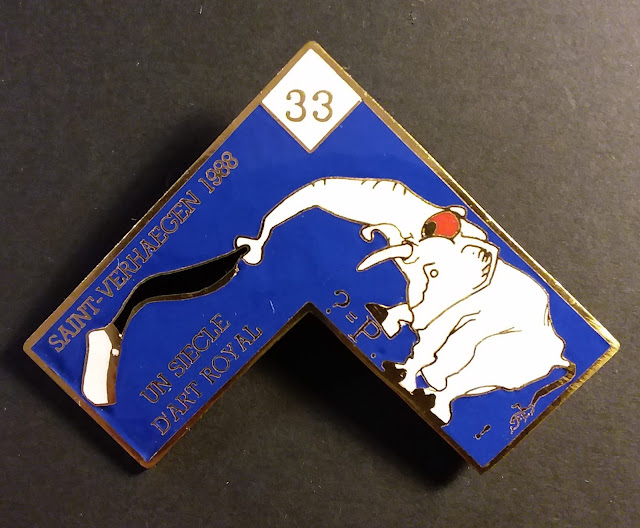 33
SAINT-VERHAEGEN 1988
UN SIECLE
D'ART ROYAL